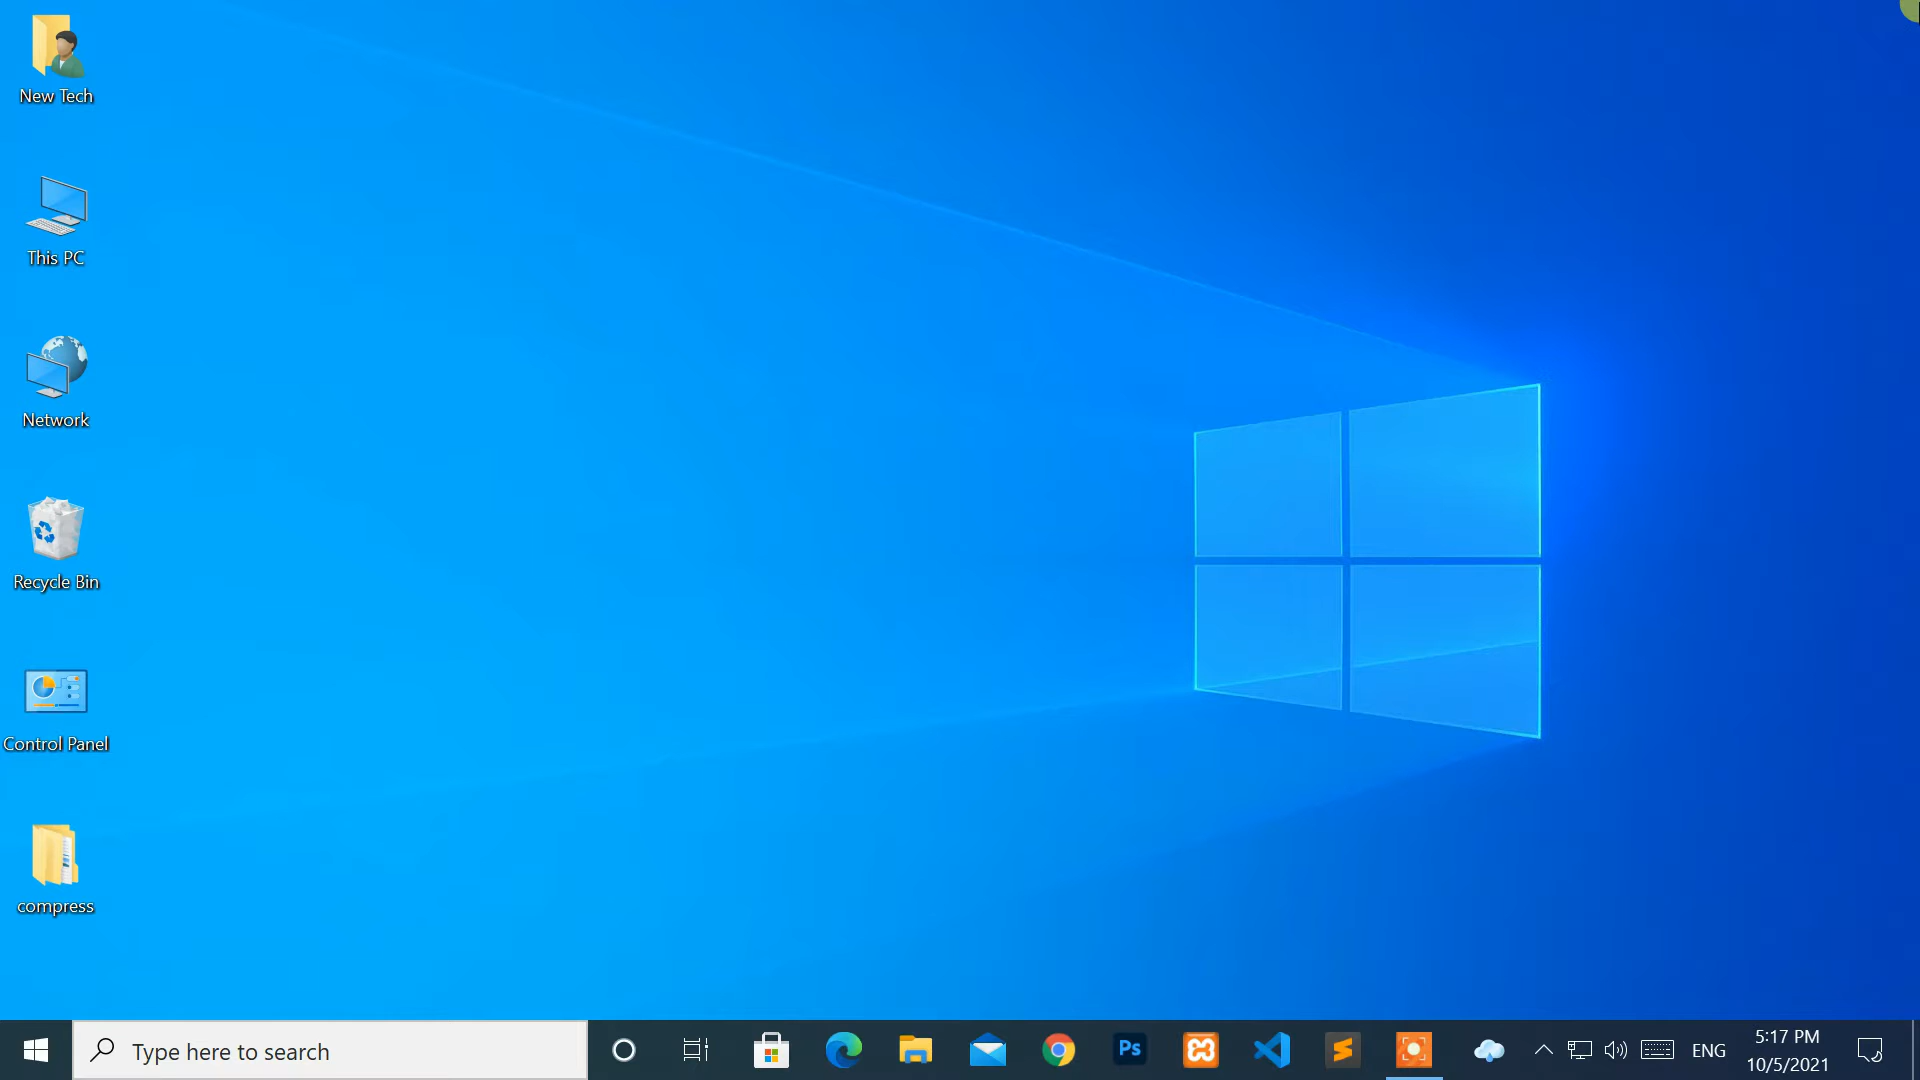 New Tech
This PC
Network
Recycle Bin
Control Panel
compress
Type here to search
Ps
ENG
5:17 PM
10/5/2021